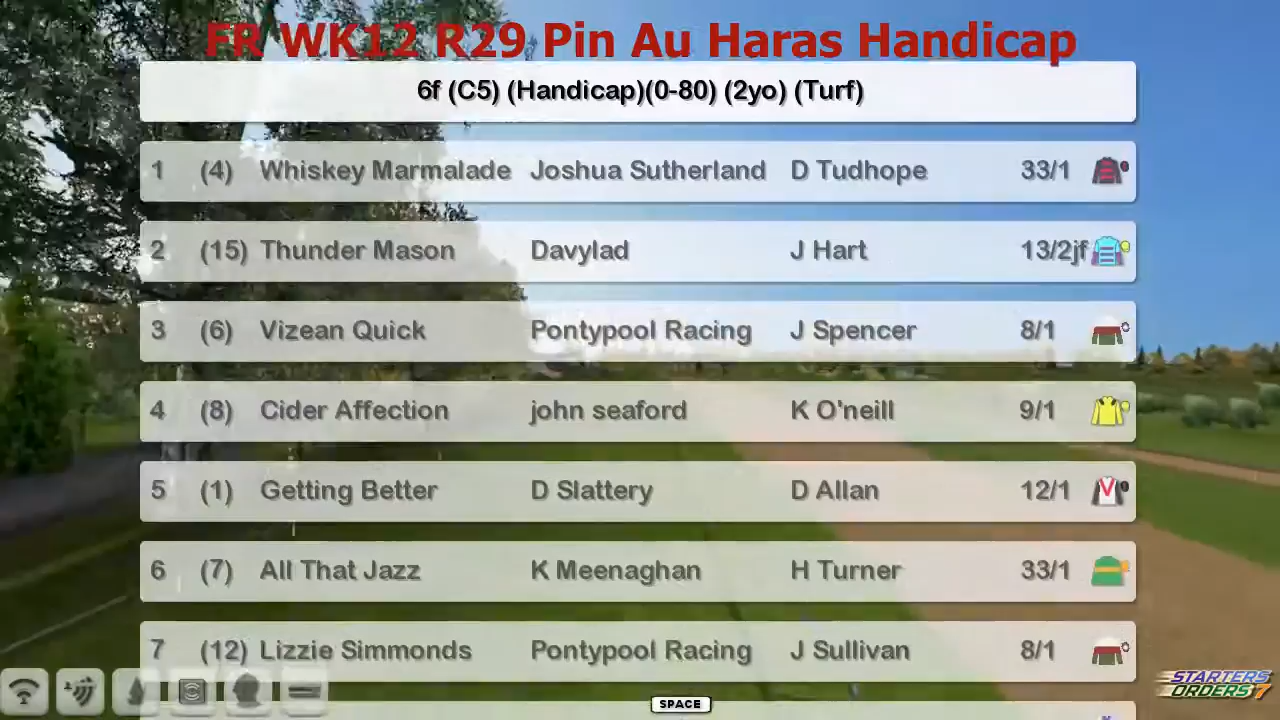 FR WK12 R29 Pin Au Haras Handicap
6f (C5) (Handicap)(0-80) (2yo) (Turf)
1 (4) Whiskey Marmalade Joshua Sutherland D Tudhope 33/1
2 (15) Thunder Mason Davylad J Hart 13/2jf
3 (6) Vizean Quick Pontypool Racing J Spencer 8/1
4 (8) Cider Affection john seaford K O'neill 9/1
5 (1) Getting Better D Slattery D Allan 12/1
6 (7) All That Jazz K Meenaghan H Turner 33/1
7 (12) Lizzie Simmonds Pontypool Racing J Sullivan 8/1
SPACE
STARTERS
ORDERS 7